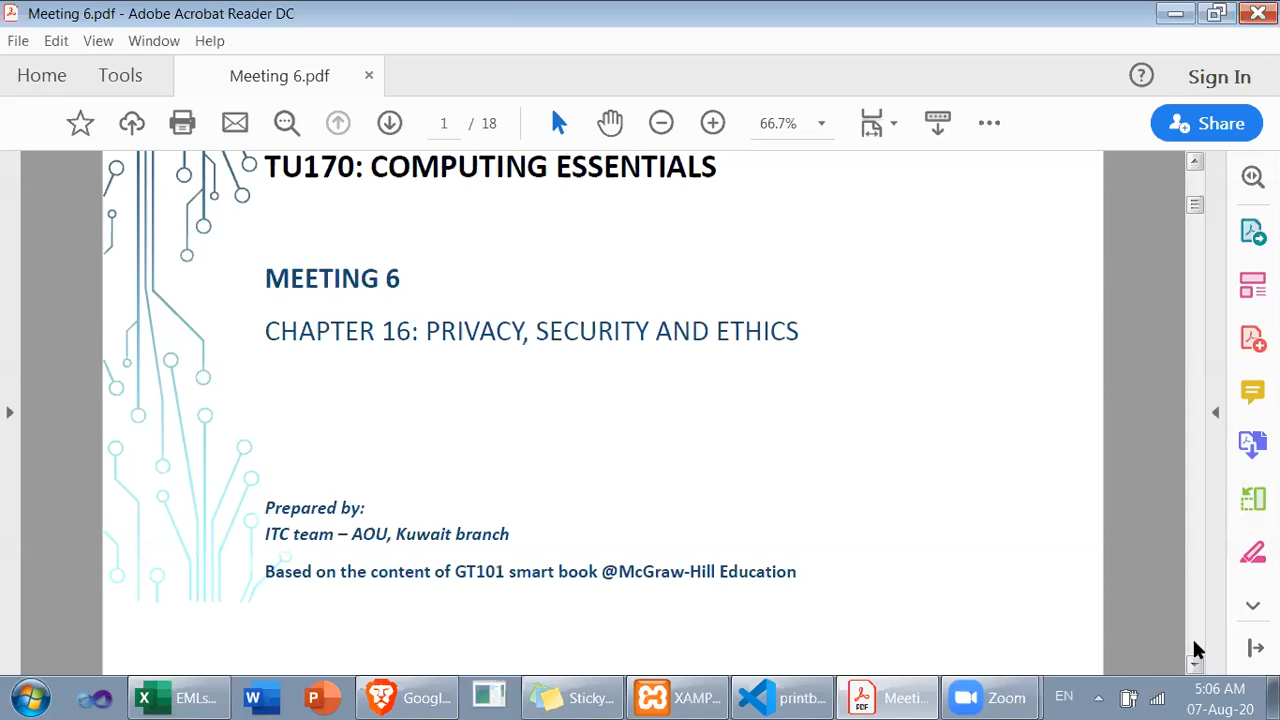 Meeting 6.pdf - Adobe Acrobat Reader DC
File Edit View Window Help
Home Tools Meeting 6.pdf × Sign In
1 / 18 66.7% Share
TU170: COMPUTING ESSENTIALS
MEETING 6
CHAPTER 16: PRIVACY, SECURITY AND ETHICS
Prepared by:
ITC team – AOU, Kuwait branch
Based on the content of GT101 smart book @McGraw-Hill Education
EMLs... Googl... Sticky... XAMP... printb... Meeti... Zoom EN 5:06 AM
07-Aug-20